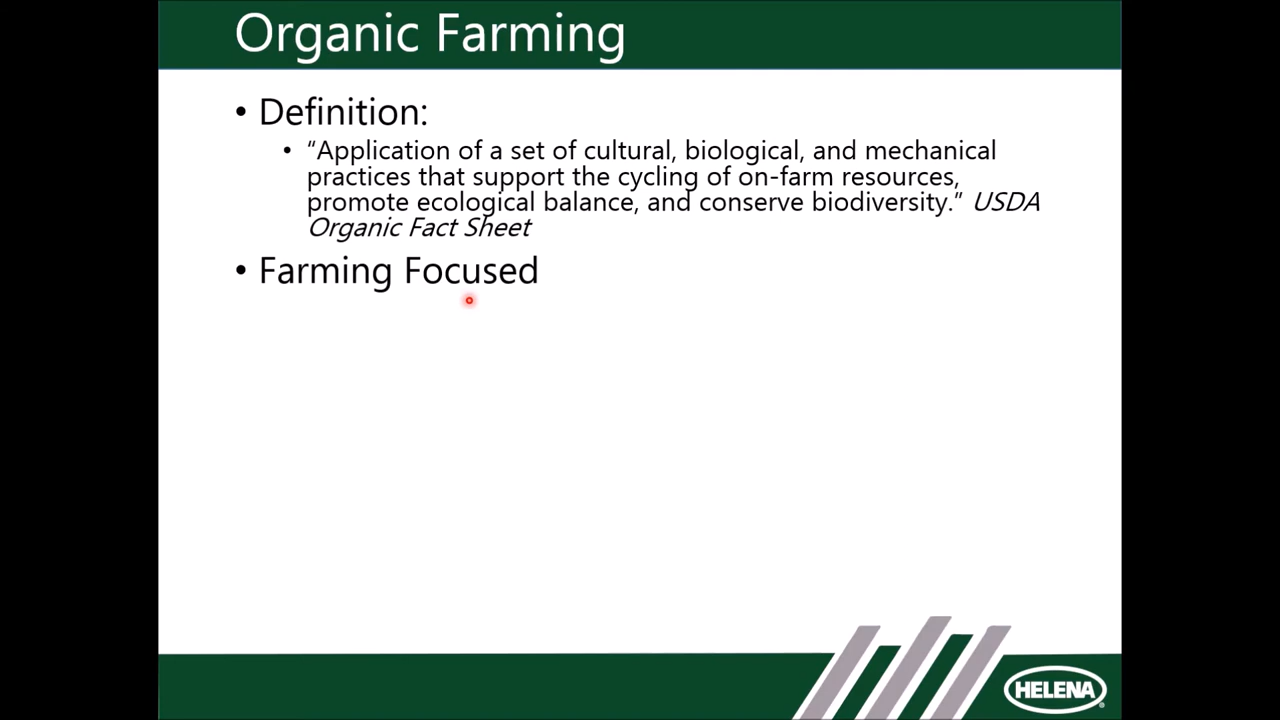 Organic Farming
• Definition:
• “Application of a set of cultural, biological, and mechanical
practices that support the cycling of on-farm resources,
promote ecological balance, and conserve biodiversity.” USDA
Organic Fact Sheet
• Farming Focused
HELENA®